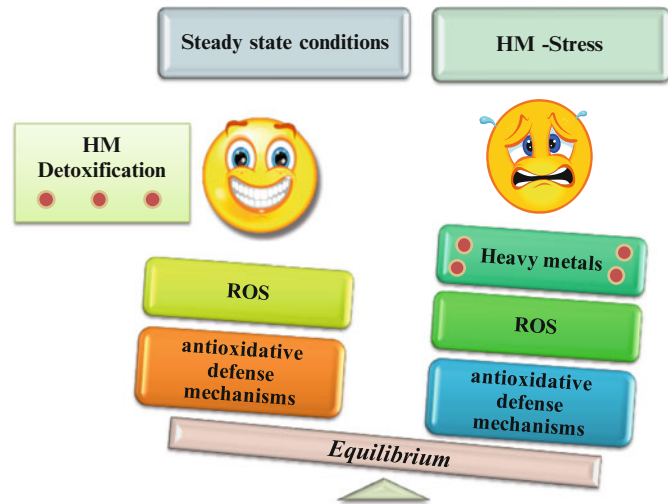 Steady state conditions
HM -Stress
HM
Detoxification
Heavy metals
ROS
ROS
antioxidative
defense
mechanisms
antioxidative
defense
mechanisms
Equilibrium